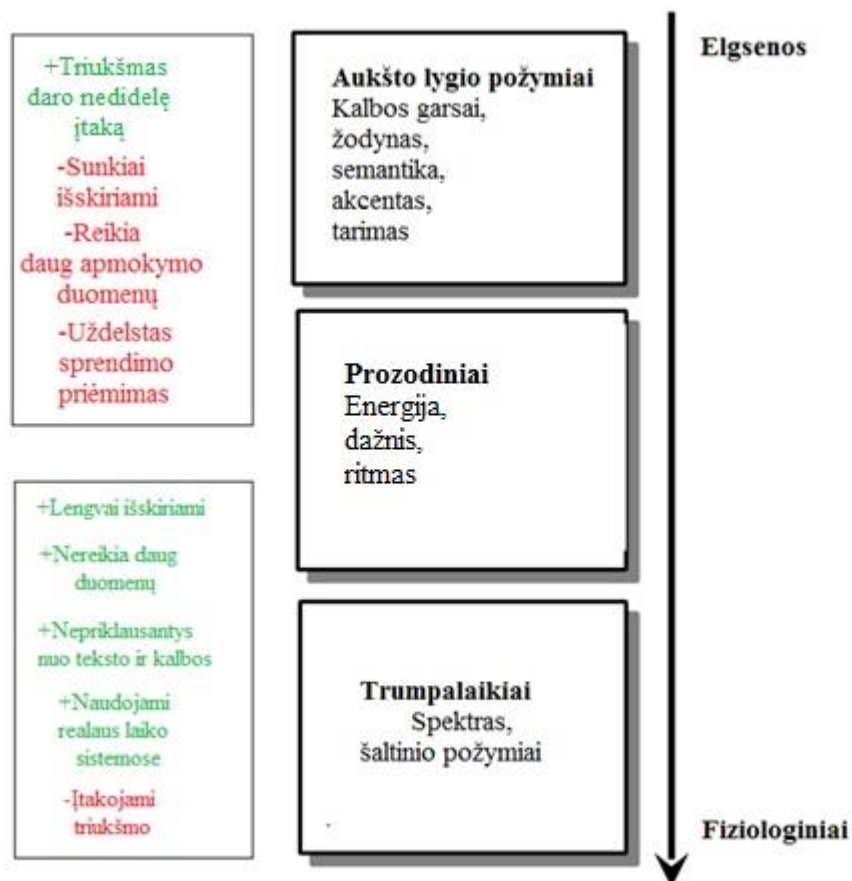 +Triukšmas
daro nedidelę
įtaką
-Sunkiai
išskiriami
-Reikia
daug apmokymo
duomenų
-Uždelstas
sprendimo
priėmimas
+Lengvai išskiriami
+Nereikia daug
duomenų
+Nepriklausantys
nuo teksto ir kalbos
+Naudojami
realaus laiko
sistemose
-Įtakojami
triukšmo
Aukšto lygio požymiai
Kalbos garsai,
žodynas,
semantika,
akcentas,
tarimas
Prozodiniai
Energija,
dažnis,
ritmas
Trumpalaikiai
Spektras,
šaltinio požymiai
Elgsenos
Fiziologiniai